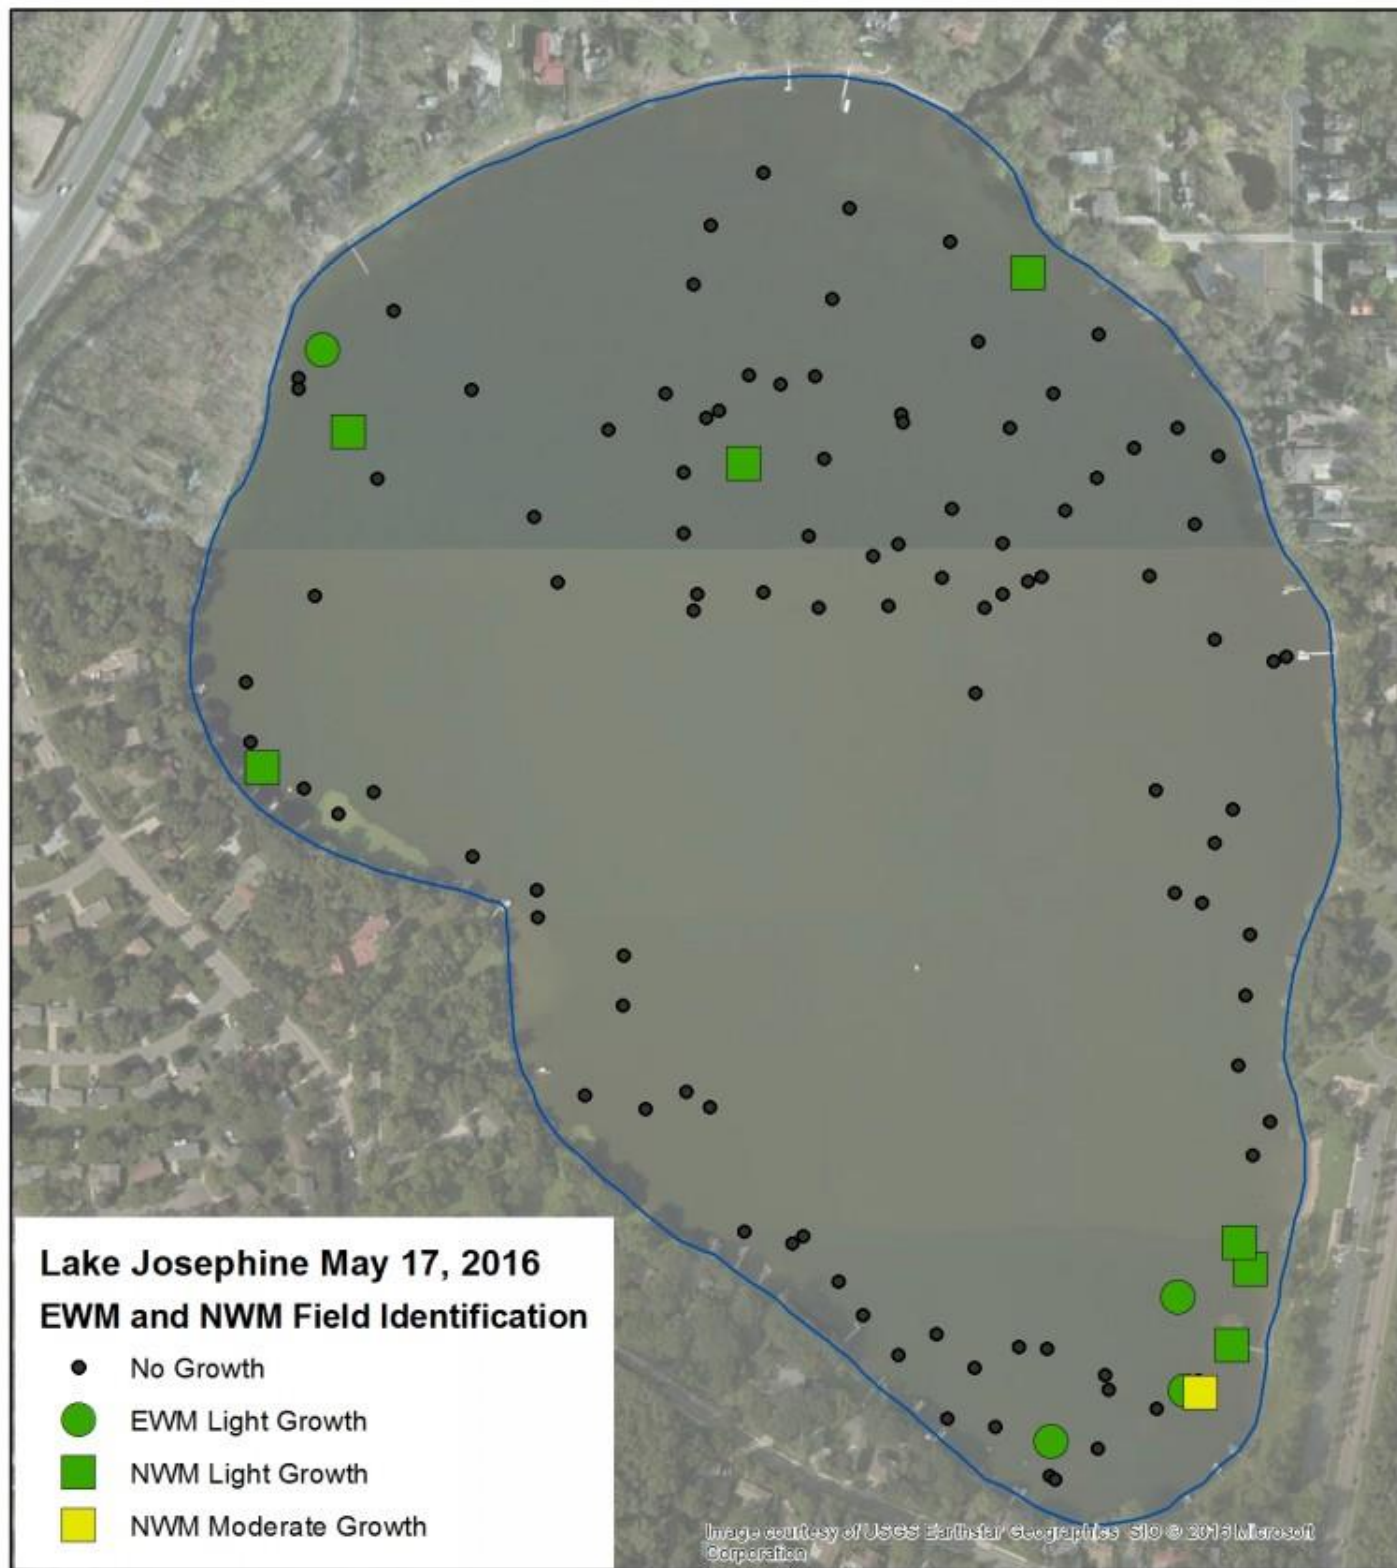 Lake Josephine May 17, 2016
EWM and NWM Field Identification
No Growth
EWM Light Growth
NWM Light Growth
NWM Moderate Growth
Image courtesy of USGS Earthstar Geographics SIO © 2016 Microsoft
Corporation